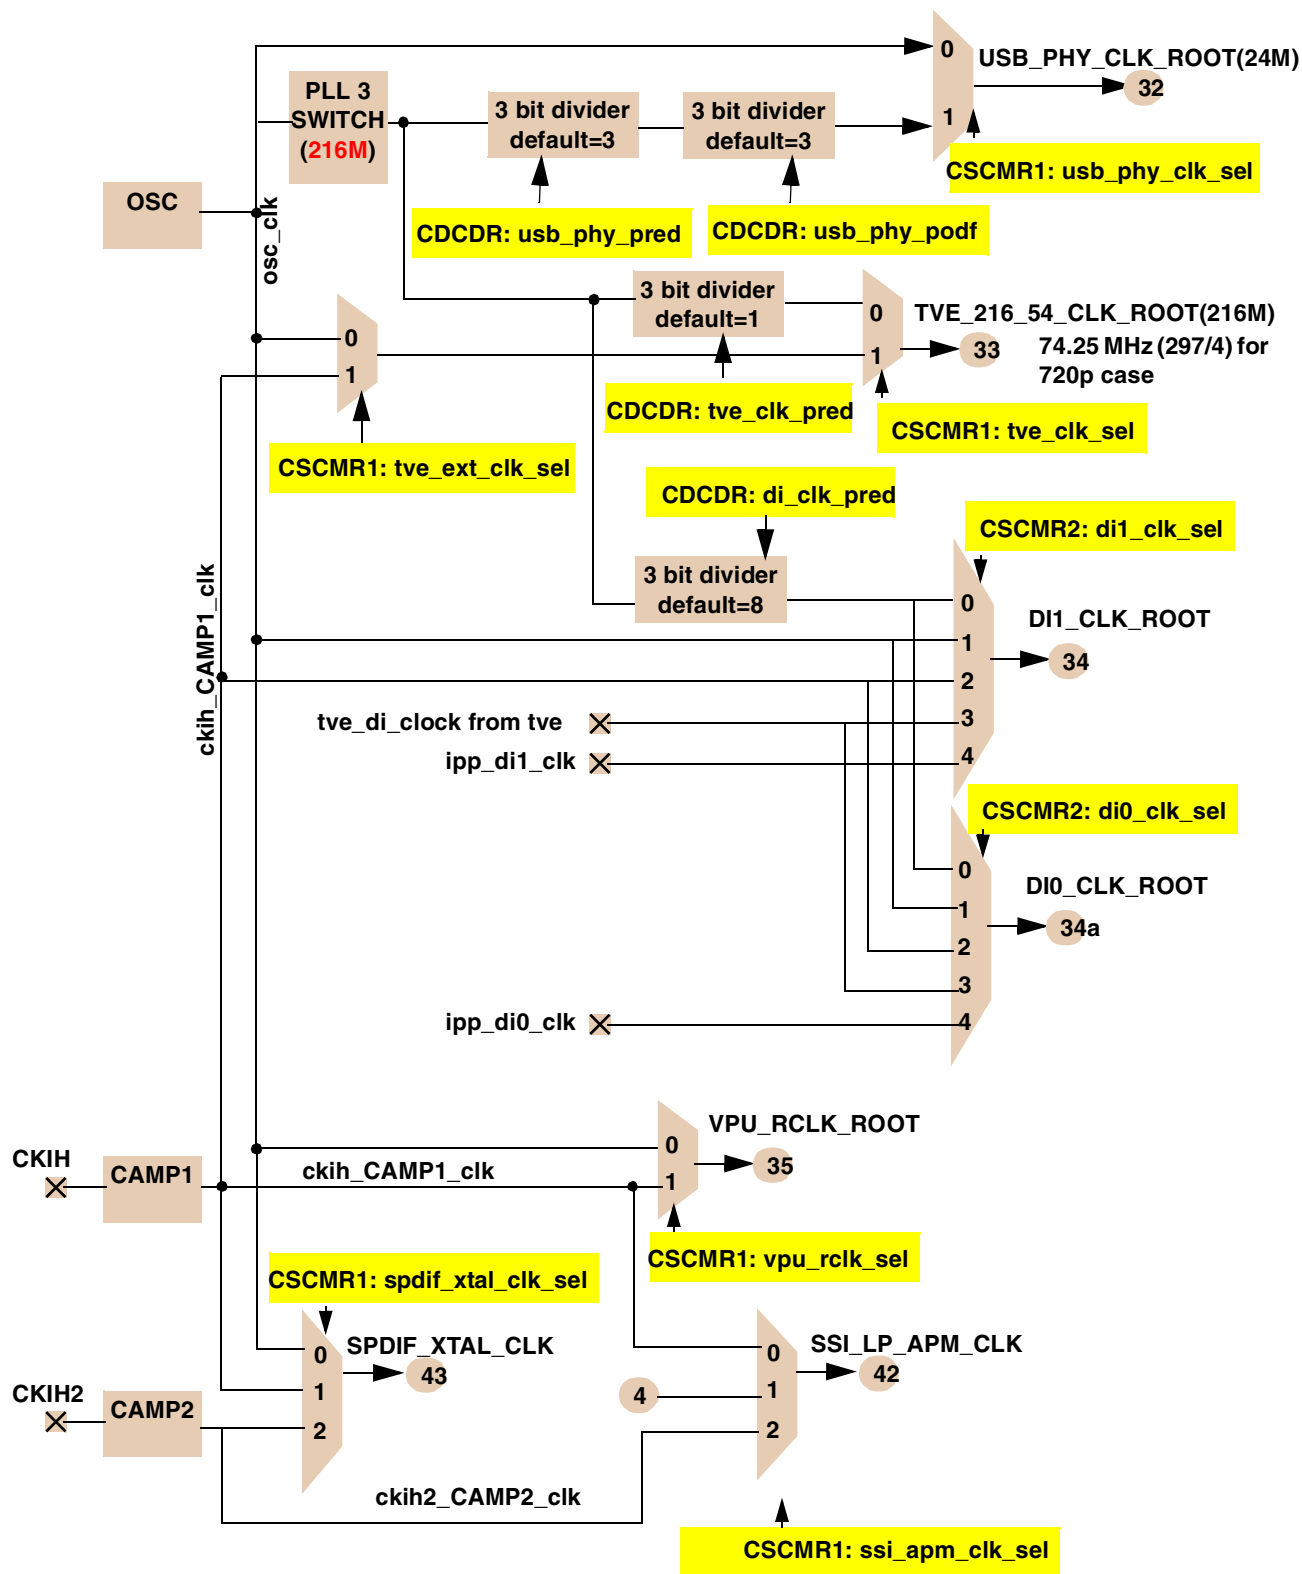 0
USB_PHY_CLK_ROOT(24M)
32
1
PLL 3
SWITCH
(216M)
3 bit divider
default=3
3 bit divider
default=3
CSCMR1: usb_phy_clk_sel
OSC
osc_clk
CDCDR: usb_phy_pred
CDCDR: usb_phy_podf
3 bit divider
default=1
0
1
0
1
TVE_216_54_CLK_ROOT(216M)
33
74.25 MHz (297/4) for
720p case
CDCDR: tve_clk_pred
CSCMR1: tve_clk_sel
CSCMR1: tve_ext_clk_sel
CDCDR: di_clk_pred
CSCMR2: di1_clk_sel
3 bit divider
default=8
ckih_CAMP1_clk
0
1
2
3
4
DI1_CLK_ROOT
34
tve_di_clock from tve
ipp_di1_clk
CSCMR2: di0_clk_sel
0
1
2
3
4
DI0_CLK_ROOT
34a
ipp_di0_clk
VPU_RCLK_ROOT
0
1
35
CKIH
CAMP1
ckih_CAMP1_clk
CSCMR1: vpu_rclk_sel
CSCMR1: spdif_xtal_clk_sel
0
1
2
SPDIF_XTAL_CLK
43
SSI_LP_APM_CLK
0
1
2
42
4
CKIH2
CAMP2
ckih2_CAMP2_clk
CSCMR1: ssi_apm_clk_sel